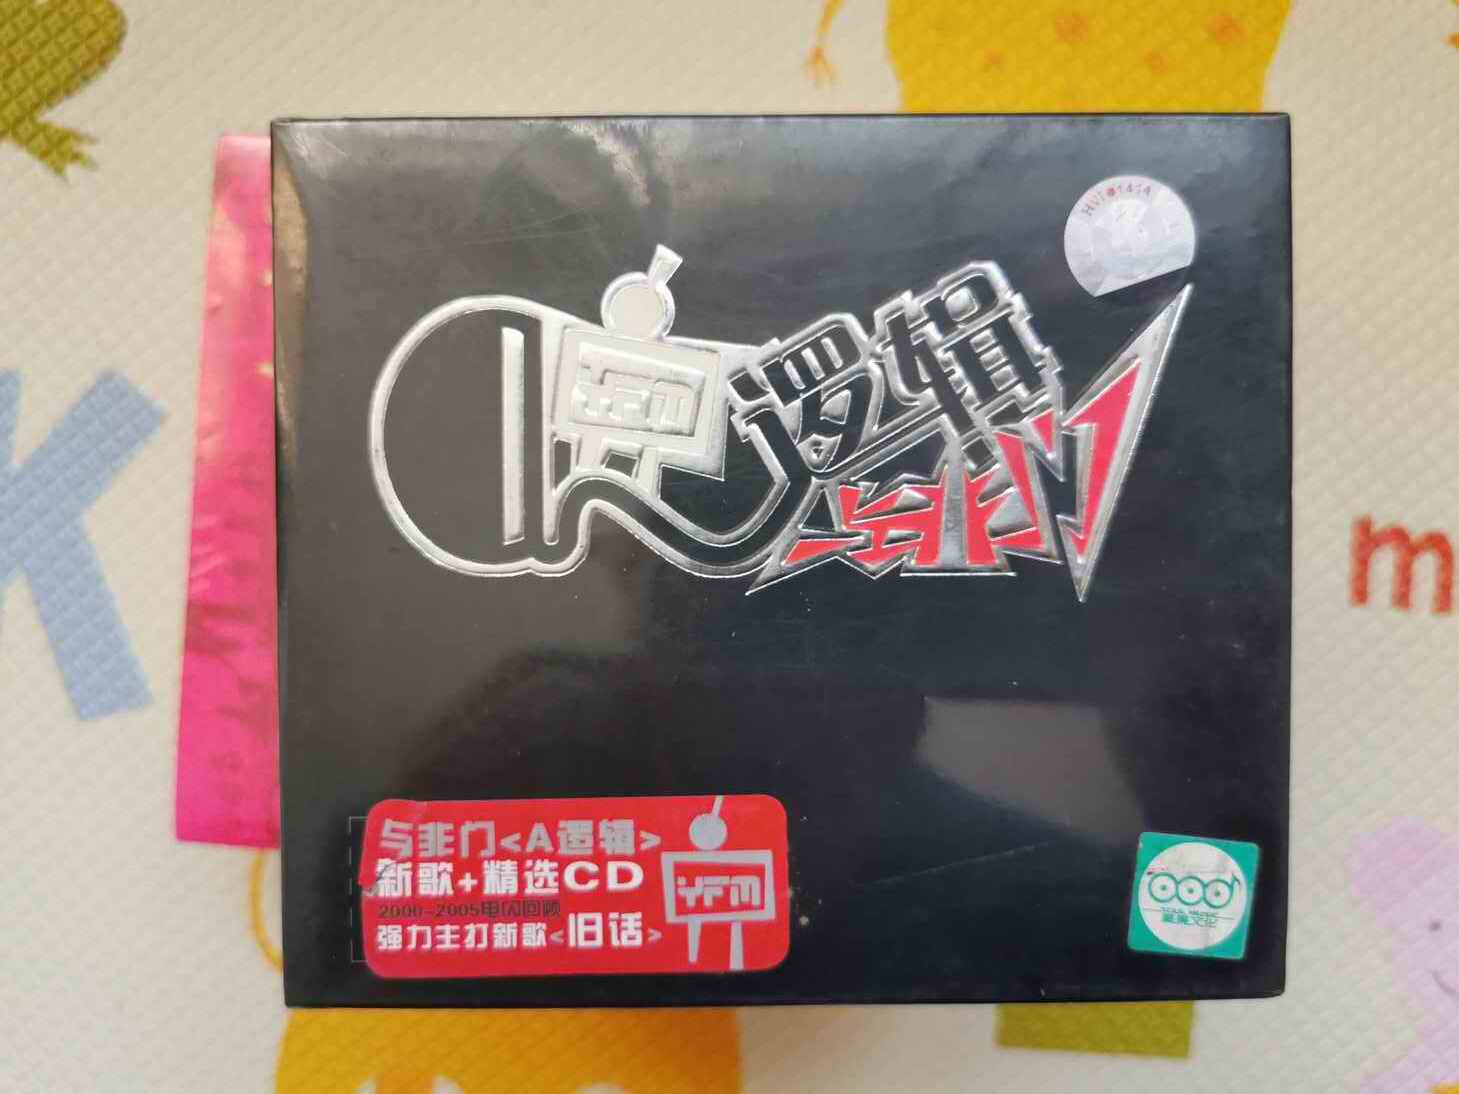 YFM
逻辑
与非门
与非门<A逻辑>
新歌+精选CD
2000-2005电闪回顾
强力主打新歌<旧话>
YFM
K
m